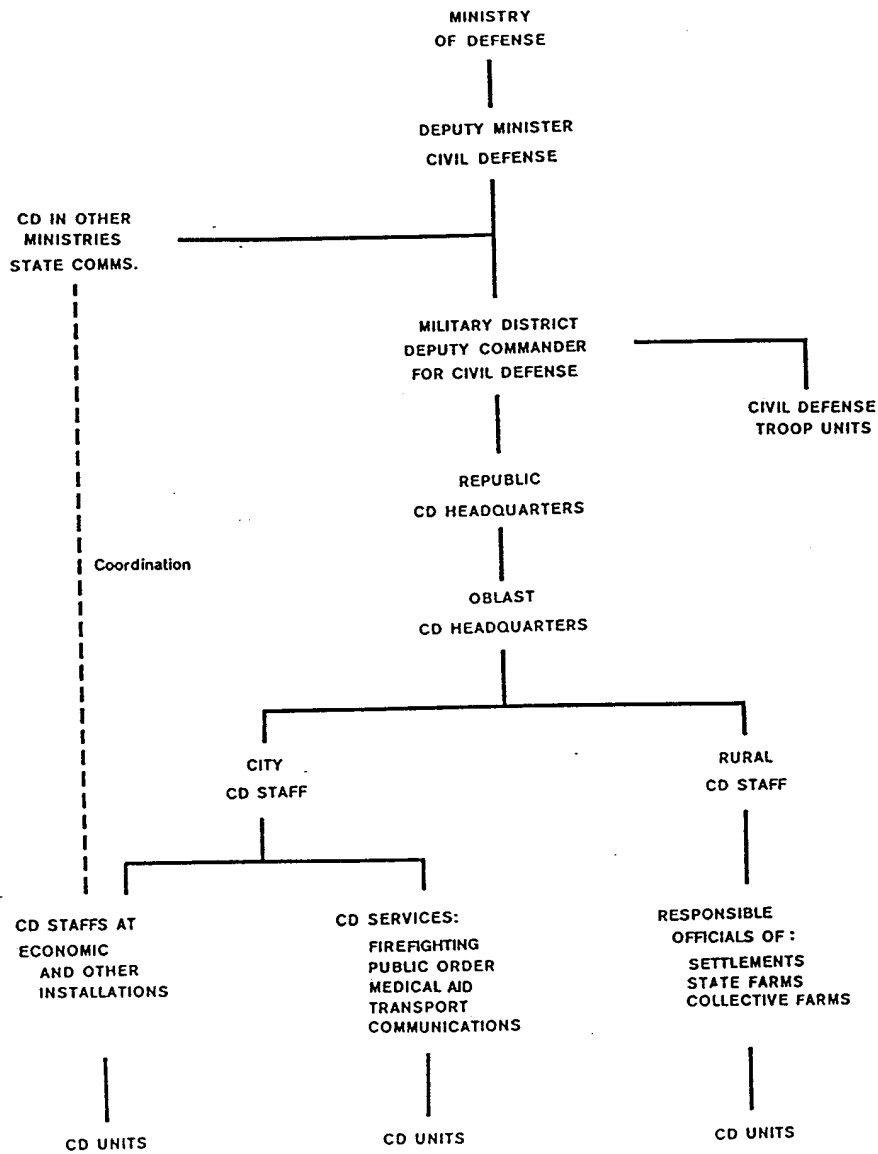 MINISTRY
OF DEFENSE
DEPUTY MINISTER
CIVIL DEFENSE
CD IN OTHER
MINISTRIES
STATE COMMS.
MILITARY DISTRICT
DEPUTY COMMANDER
FOR CIVIL DEFENSE
CIVIL DEFENSE
TROOP UNITS
REPUBLIC
CD HEADQUARTERS
Coordination
OBLAST
CD HEADQUARTERS
CITY
CD STAFF
RURAL
CD STAFF
CD STAFFS AT
ECONOMIC
AND OTHER
INSTALLATIONS
CD SERVICES:
FIREFIGHTING
PUBLIC ORDER
MEDICAL AID
TRANSPORT
COMMUNICATIONS
RESPONSIBLE
OFFICIALS OF :
SETTLEMENTS
STATE FARMS
COLLECTIVE FARMS
CD UNITS
CD UNITS
CD UNITS